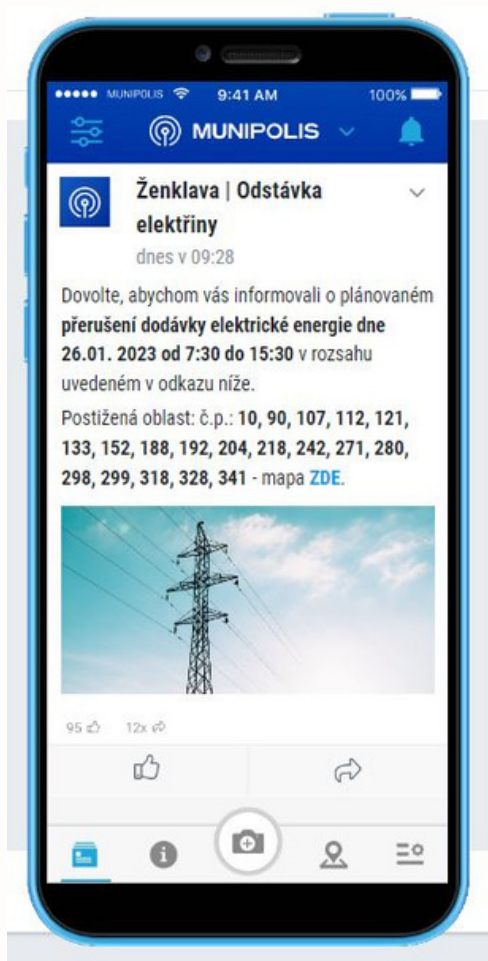 MUNIPOLIS 9:41 AM 100%
MUNIPOLIS
Ženklava | Odstávka
elektřiny
dnes v 09:28
Dovolte, abychom vás informovali o plánovaném
přerušení dodávky elektrické energie dne
26.01. 2023 od 7:30 do 15:30 v rozsahu
uvedeném v odkazu níže.
Postižená oblast: č.p.: 10, 90, 107, 112, 121,
133, 152, 188, 192, 204, 218, 242, 271, 280,
298, 299, 318, 328, 341 - mapa ZDE.
95 12x